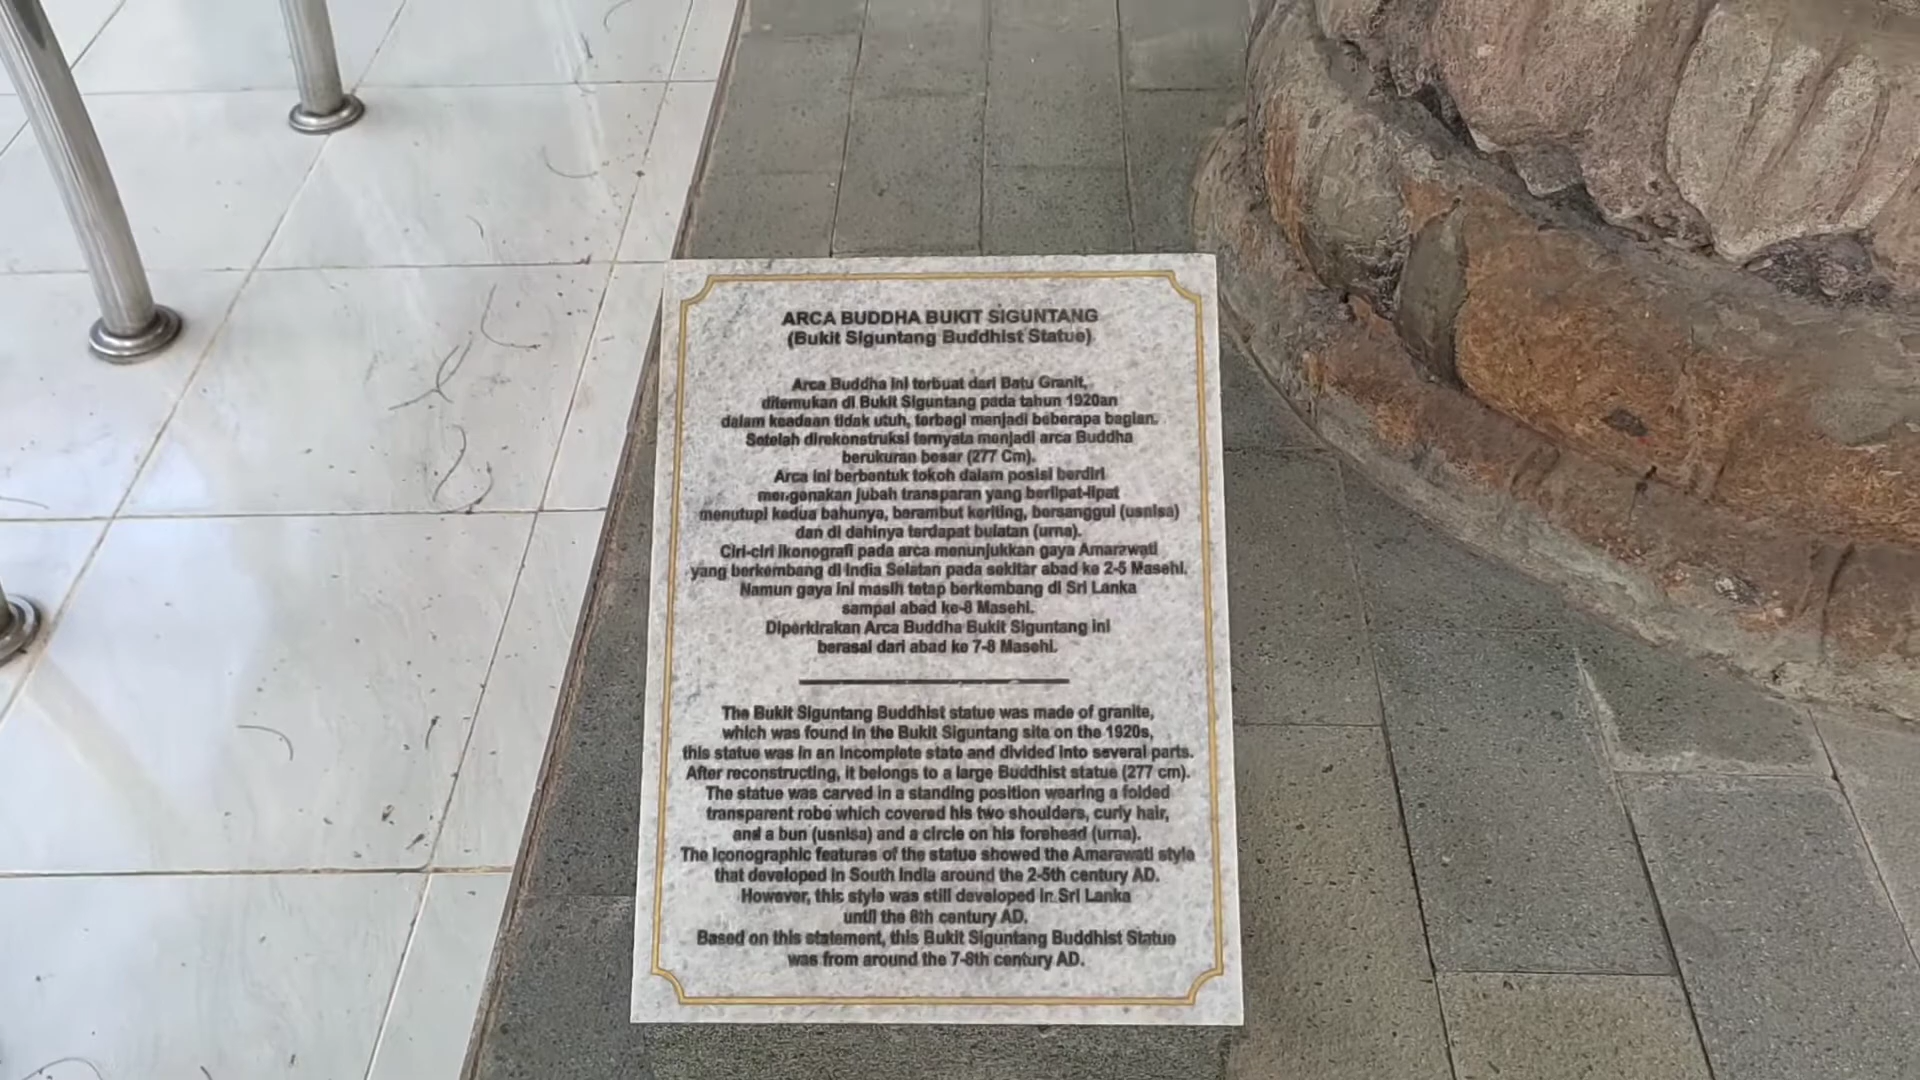 ARCA BUDDHA BUKIT SIGUNTANG
(Bukit Siguntang Buddhist Statue)
Arca Buddha ini terbuat dari Batu Granit,
ditemukan di Bukit Siguntang pada tahun 1920an
dalam keadaan tidak utuh, terbagi menjadi beberapa bagian.
Setelah direkonstruksi ternyata menjadi arca Buddha
berukuran besar (277 Cm).
Arca ini berbentuk tokoh dalam posisi berdiri
mengenakan jubah transparan yang berlipat-lipat
menutupi kedua bahunya, berambut keriting, bersanggul (usnisa)
dan di dahinya terdapat bulatan (urna).
Ciri-ciri ikonografi pada arca menunjukkan gaya Amarawati
yang berkembang di India Selatan pada sekitar abad ke 2-5 Masehi.
Namun gaya ini masih tetap berkembang di Sri Lanka
sampai abad ke-8 Masehi.
Diperkirakan Arca Buddha Bukit Siguntang ini
berasal dari abad ke 7-8 Masehi.
The Bukit Siguntang Buddhist statue was made of granite,
which was found in the Bukit Siguntang site on the 1920s,
this statue was in an incomplete state and divided into several parts.
After reconstructing, it belongs to a large Buddhist statue (277 cm).
The statue was carved in a standing position wearing a folded
transparent robe which covered his two shoulders, curly hair,
and a bun (usnisa) and a circle on his forehead (urna).
The iconographic features of the statue showed the Amarawati style
that developed in South India around the 2-5th century AD.
However, this style was still developed in Sri Lanka
until the 8th century AD.
Based on this statement, this Bukit Siguntang Buddhist Statue
was from around the 7-8th century AD.